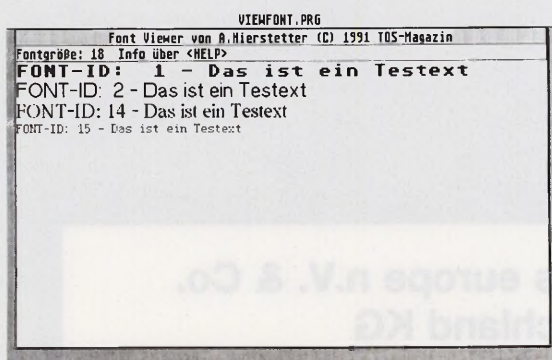 VIEWFONT.PRG
Font Viewer von A.Hierstetter (C) 1991 TOS-Magazin
Fontgröße: 18 Info über <HELP>
FONT-ID: 1 - Das ist ein Testext
FONT-ID: 2 - Das ist ein Testext
FONT-ID: 14 - Das ist ein Testext
FONT-ID: 15 - Das ist ein Testext
s europe n.V. & Co.
chland KG